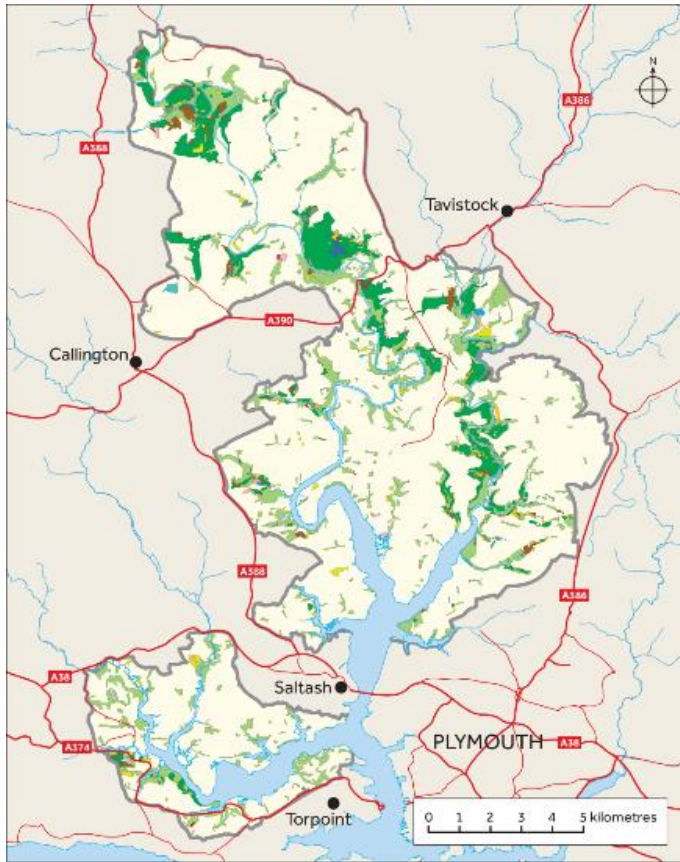 N
A386
A388
Tavistock
A390
Callington
A388
A386
A38
Saltash
A374
PLYMOUTH
A38
0 1 2 3 4 5 kilometres
Torpoint